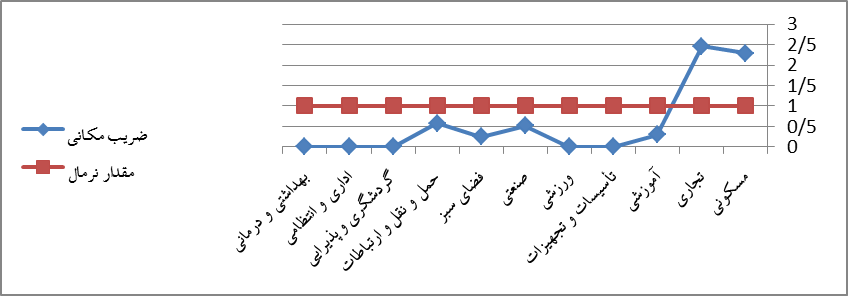 3
2/5
2
1/5
1
0/5
0
مسکونی
تجاری
آموزشی
تأسیسات و تجهیزات
ورزشی
صنعتی
فضای سبز
حمل و نقل و ارتباطات
گردشگری و پذیرایی
اداری و انتظامی
بهداشتی و درمانی
ضریب مکانی
مقدار نرمال